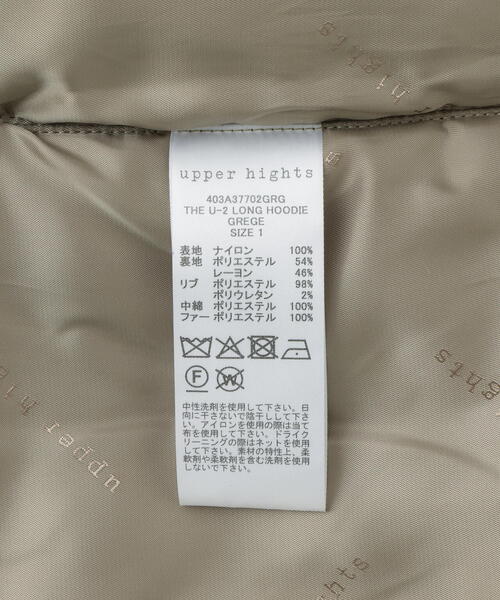 hights
upper hights
403A37702GRG
THE U-2 LONG HOODIE
GREGE
SIZE 1
表地 ナイロン 100%
裏地 ポリエステル 54%
レーヨン 46%
リブ ポリエステル 98%
ポリウレタン 2%
中綿 ポリエステル 100%
ファー ポリエステル 100%
F W
中性洗剤を使用して下さい。日
向に干さないで陰干しして下さ
い。アイロンを使用の際は当て
布を使用して下さい。ドライク
リーニングの際はネットを使用
して下さい。素材の特性上、柔
軟剤や柔軟剤を含む洗剤を使用
しないで下さい。
upper hi
ghts
hts